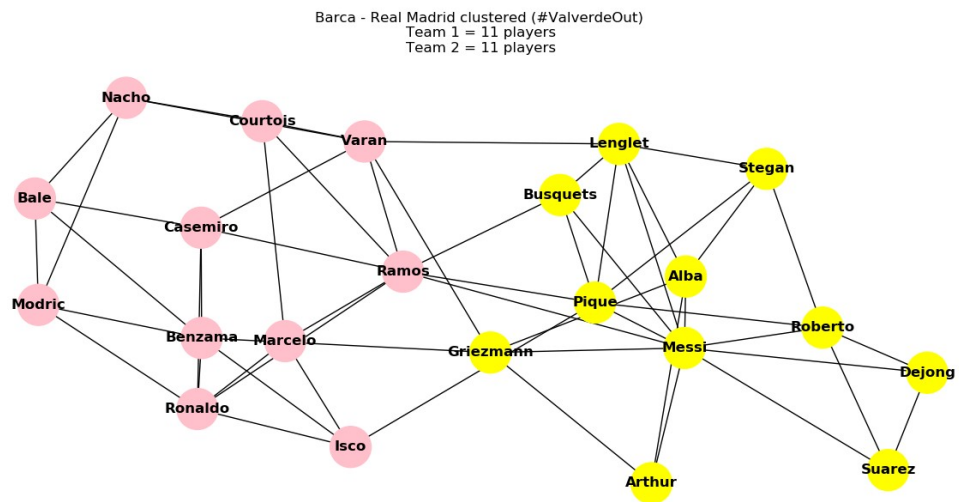 Barca - Real Madrid clustered (#ValverdeOut)
Team 1 = 11 players
Team 2 = 11 players
Nacho
Courtois
Varan
Lenglet
Stegan
Busquets
Bale
Casemiro
Ramos
Alba
Pique
Modric
Roberto
Benzama
Marcelo
Messi
Griezmann
Dejong
Ronaldo
Isco
Suarez
Arthur